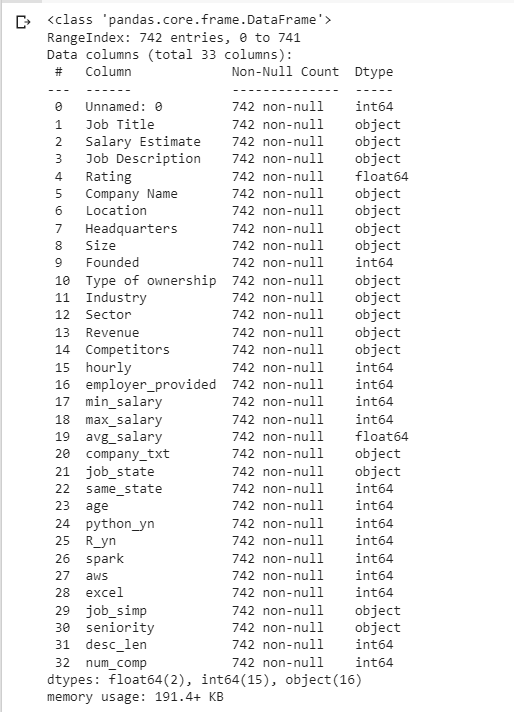 <class 'pandas.core.frame.DataFrame'>
RangeIndex: 742 entries, 0 to 741
Data columns (total 33 columns):
 #   Column             Non-Null Count  Dtype
---  ------             --------------  -----
 0   Unnamed: 0         742 non-null    int64
 1   Job Title          742 non-null    object
 2   Salary Estimate    742 non-null    object
 3   Job Description    742 non-null    object
 4   Rating             742 non-null    float64
 5   Company Name       742 non-null    object
 6   Location           742 non-null    object
 7   Headquarters       742 non-null    object
 8   Size               742 non-null    object
 9   Founded            742 non-null    int64
 10  Type of ownership  742 non-null    object
 11  Industry           742 non-null    object
 12  Sector             742 non-null    object
 13  Revenue            742 non-null    object
 14  Competitors        742 non-null    object
 15  hourly             742 non-null    int64
 16  employer_provided  742 non-null    int64
 17  min_salary         742 non-null    int64
 18  max_salary         742 non-null    int64
 19  avg_salary         742 non-null    float64
 20  company_txt        742 non-null    object
 21  job_state          742 non-null    object
 22  same_state         742 non-null    int64
 23  age                742 non-null    int64
 24  python_yn          742 non-null    int64
 25  R_yn               742 non-null    int64
 26  spark              742 non-null    int64
 27  aws                742 non-null    int64
 28  excel              742 non-null    int64
 29  job_simp           742 non-null    object
 30  seniority          742 non-null    object
 31  desc_len           742 non-null    int64
 32  num_comp           742 non-null    int64
dtypes: float64(2), int64(15), object(16)
memory usage: 191.4+ KB